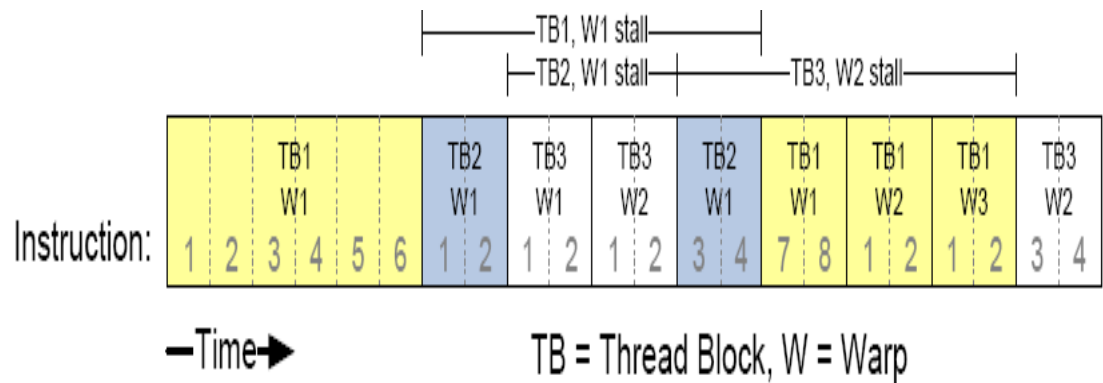 TB1, W1 stall
TB2, W1 stall TB3, W2 stall
TB1 TB2 TB3 TB3 TB2 TB1 TB1 TB1 TB3
W1 W1 W1 W2 W1 W1 W2 W3 W2
Instruction: 1 2 3 4 5 6 1 2 1 2 1 2 3 4 7 8 1 2 1 2 3 4
Time TB = Thread Block, W = Warp